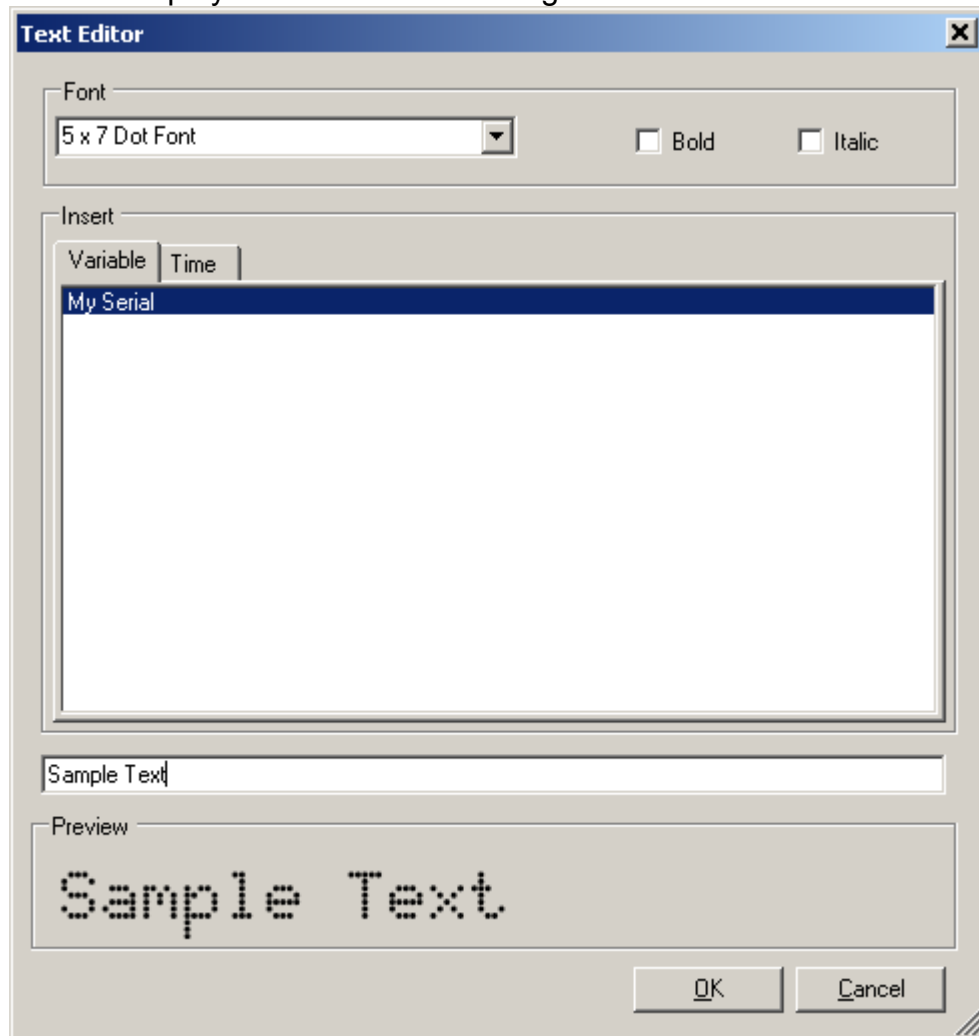 Text Editor
Font
5 x 7 Dot Font
Bold
Italic
Insert
Variable
Time
My Serial
Sample Text
Preview
Sample Text
OK
Cancel